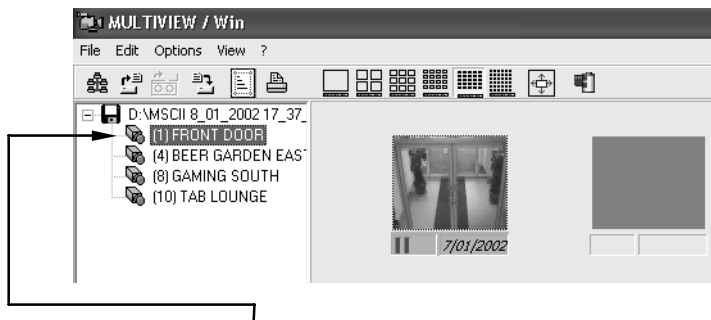 MULTIVIEW / Win
File Edit Options View ?
D:\MSCII 8_01_2002 17_37_
(1) FRONT DOOR
(4) BEER GARDEN EAS
(8) GAMING SOUTH
(10) TAB LOUNGE
7/01/2002